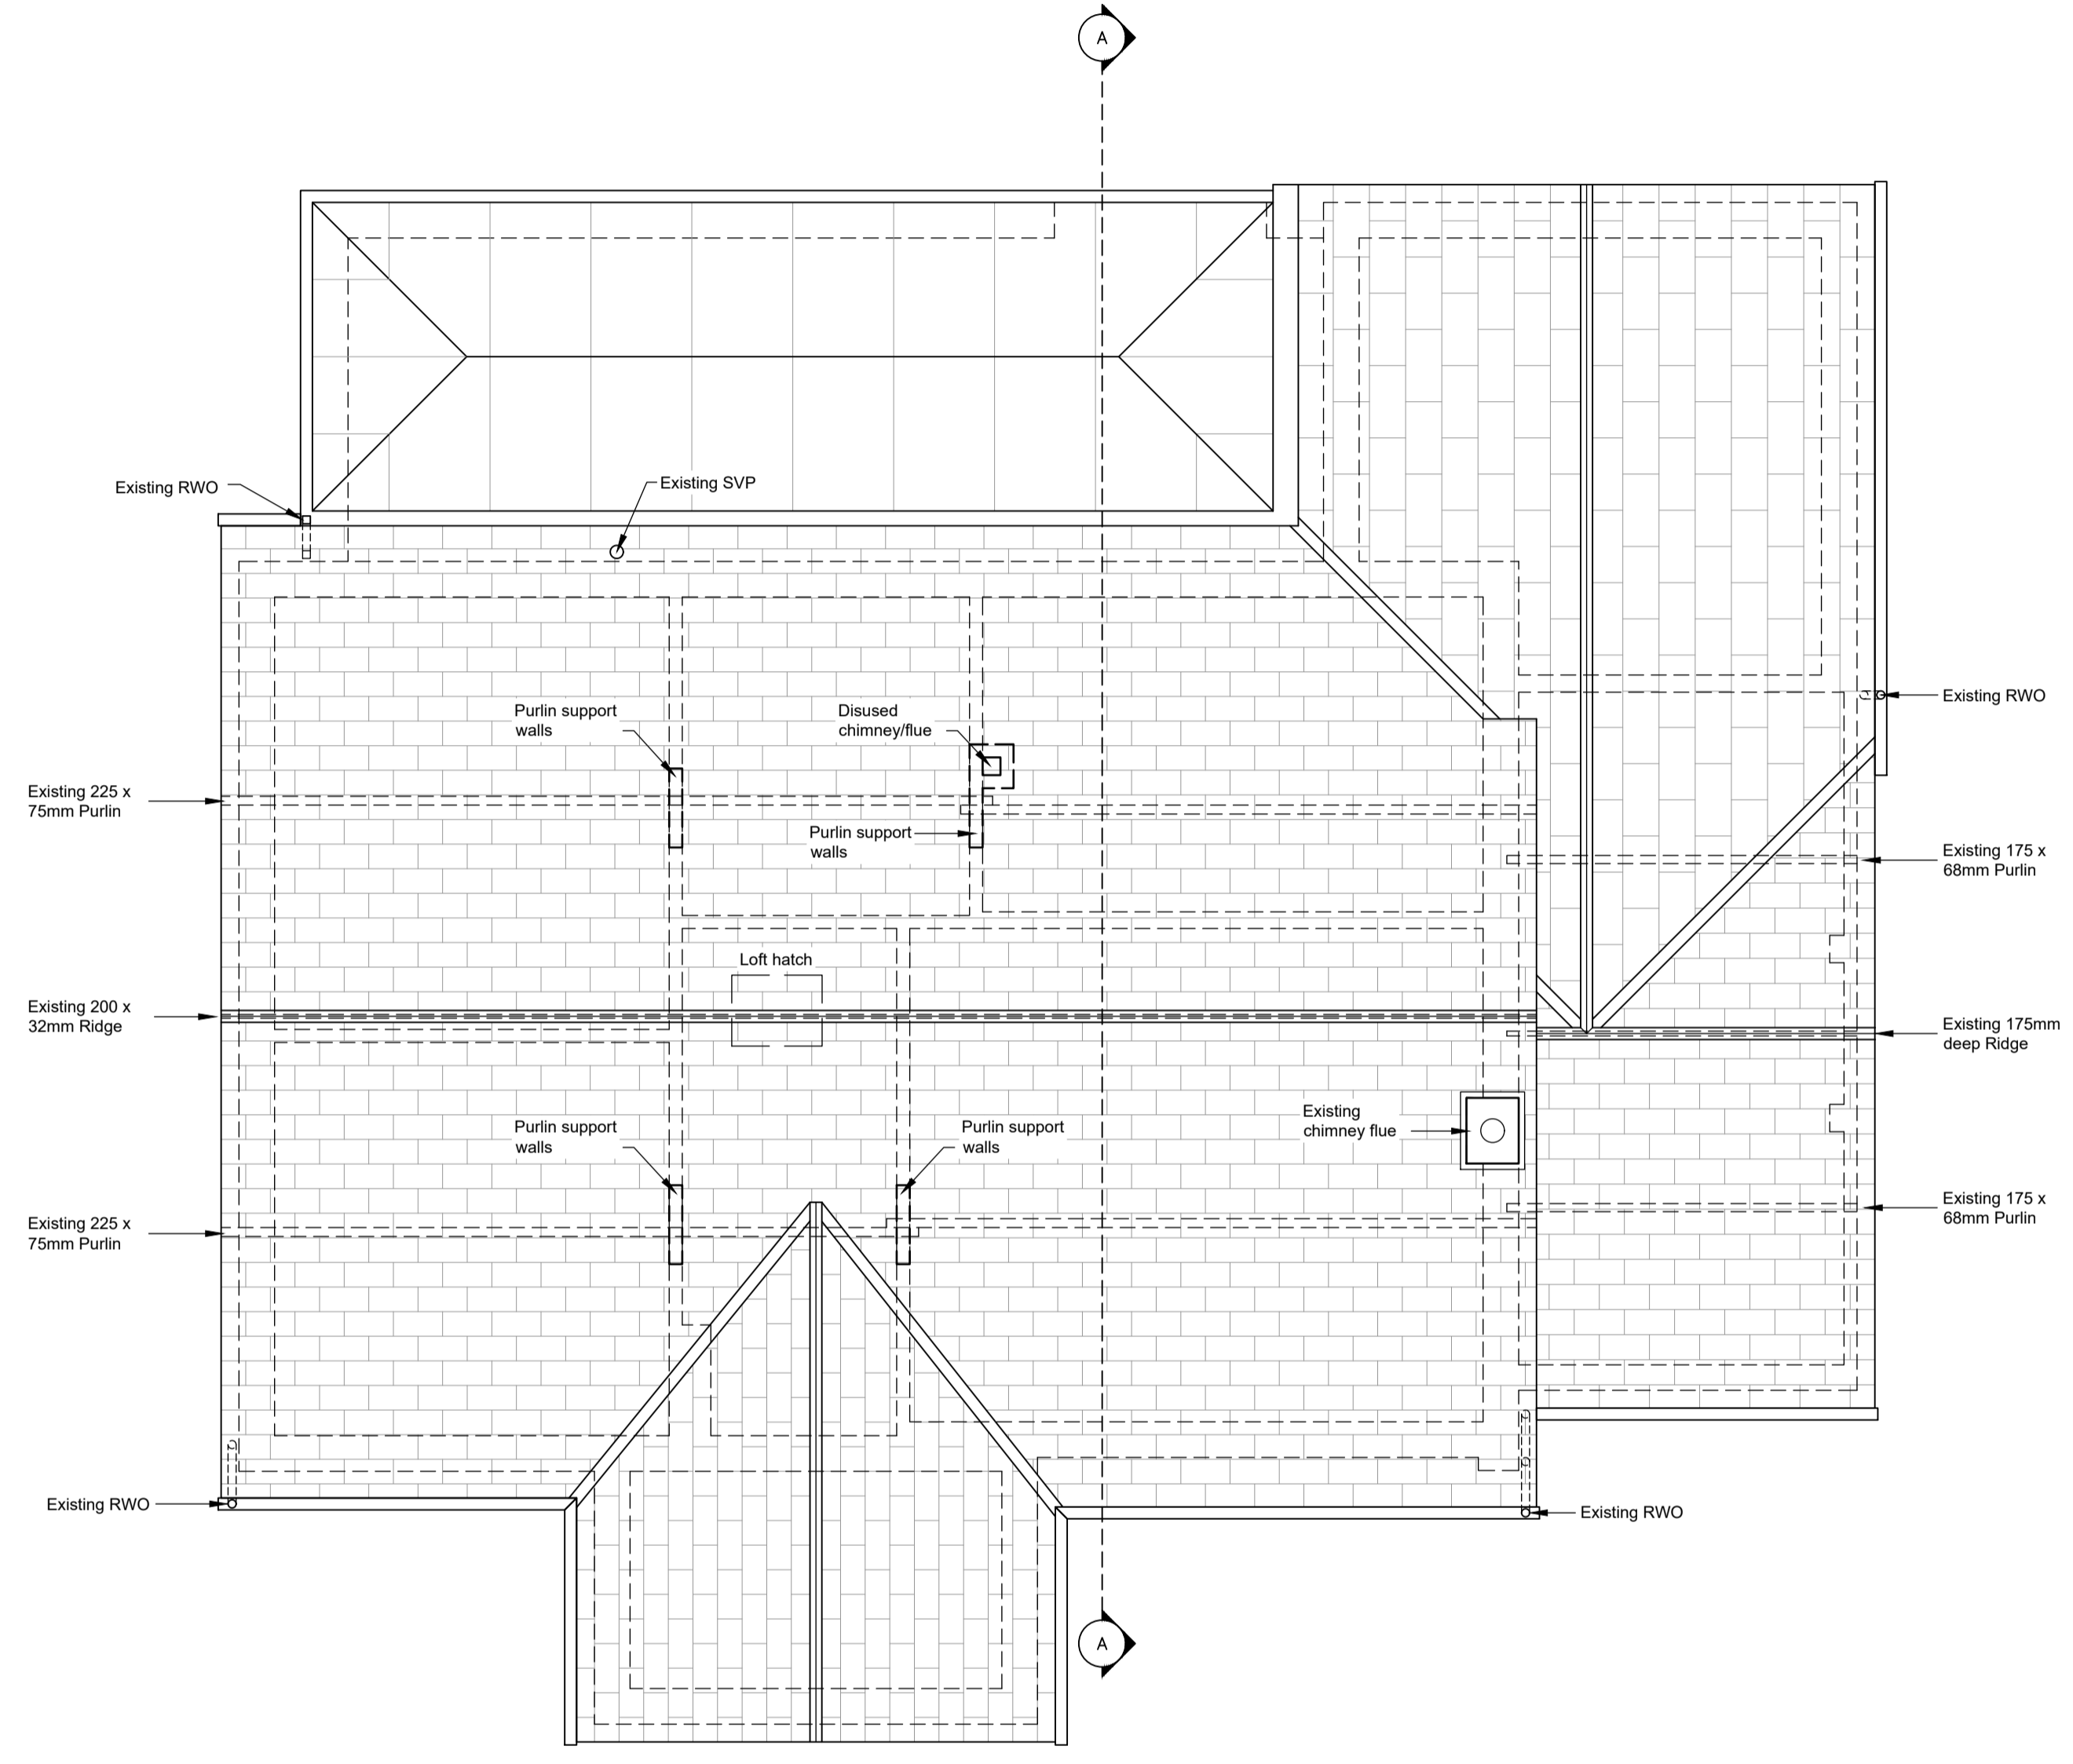 A
Existing RWO
Existing SVP
Existing RWO
Purlin support
walls
Disused
chimney/flue
Existing 225 x
75mm Purlin
Purlin support
walls
Existing 175 x
68mm Purlin
Loft hatch
Existing 200 x
32mm Ridge
Existing 175mm
deep Ridge
Purlin support
walls
Purlin support
walls
Existing
chimney flue
Existing 225 x
75mm Purlin
Existing 175 x
68mm Purlin
Existing RWO
Existing RWO
A